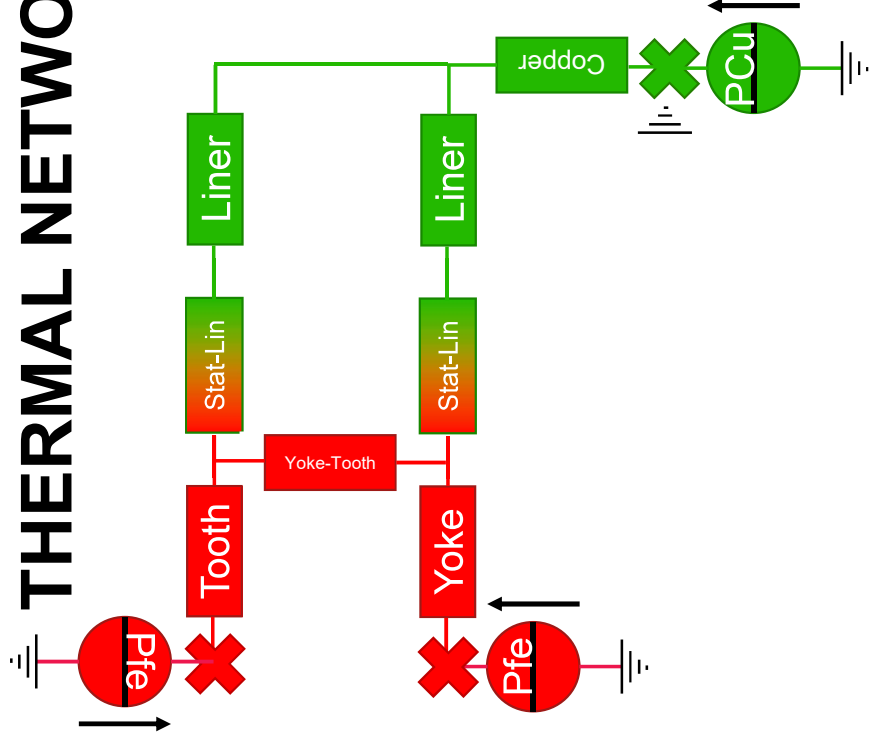 THERMAL NETWO
Copper
PCu
Liner
Liner
Stat-Lin
Stat-Lin
Yoke-Tooth
Tooth
Yoke
Pfe
Pfe